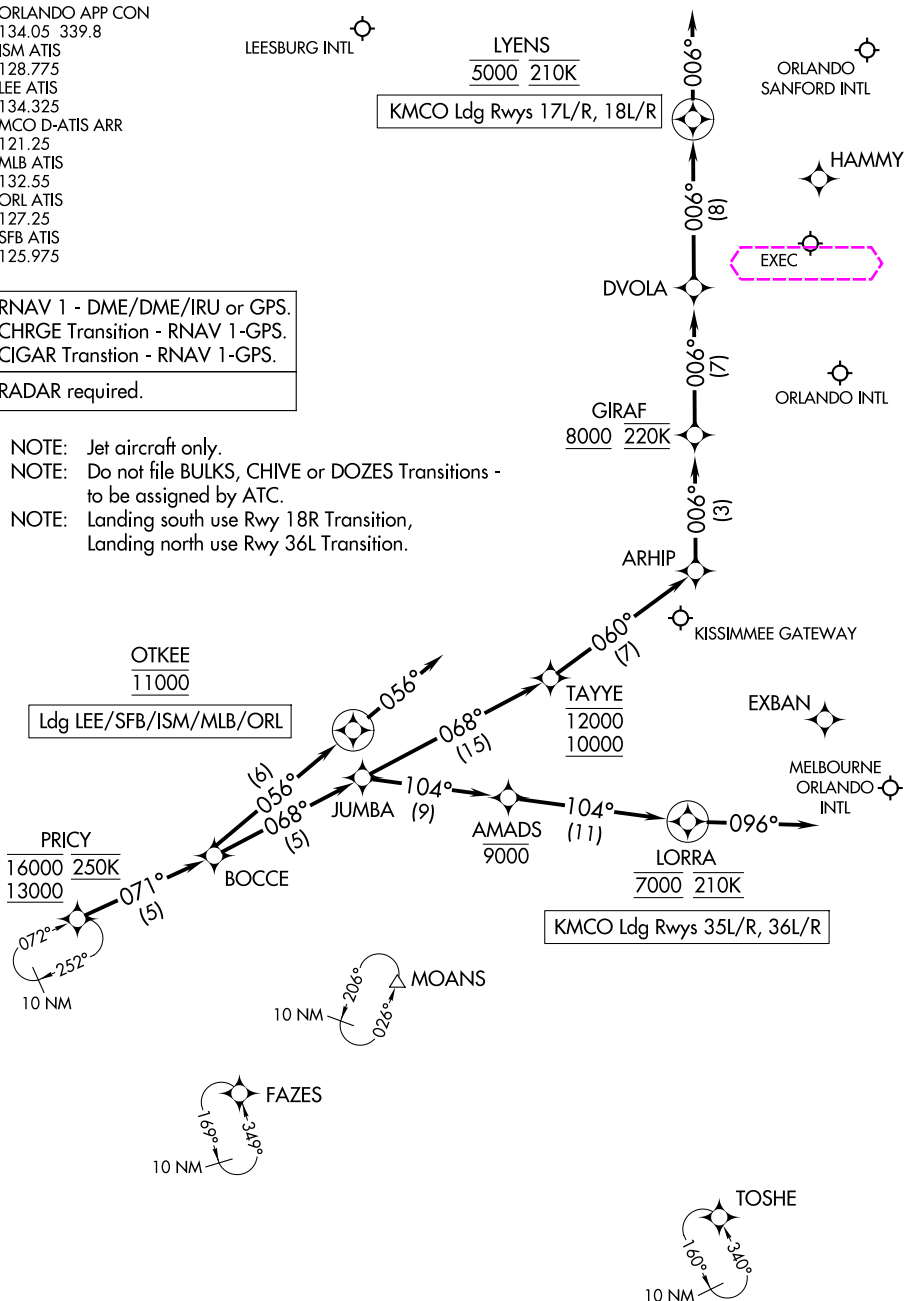 ORLANDO APP CON
134.05 339.8
ISM ATIS
128.775
LEE ATIS
134.325
MCO D-ATIS ARR
121.25
MLB ATIS
132.55
ORL ATIS
127.25
SFB ATIS
125.975
LEESBURG INTL
LYENS
5000 210K
KMCO Ldg Rwys 17L/R, 18L/R
006°
ORLANDO
SANFORD INTL
HAMMY
006°
(8)
EXEC
DVOLA
RNAV 1 - DME/DME/IRU or GPS.
CHRGE Transition - RNAV 1-GPS.
CIGAR Transtion - RNAV 1-GPS.
RADAR required.
006°
(7)
ORLANDO INTL
GIRAF
8000 220K
NOTE: Jet aircraft only.
NOTE: Do not file BULKS, CHIVE or DOZES Transitions -
to be assigned by ATC.
NOTE: Landing south use Rwy 18R Transition,
Landing north use Rwy 36L Transition.
006°
(3)
ARHIP
KISSIMMEE GATEWAY
060°
(7)
OTKEE
11000
Ldg LEE/SFB/ISM/MLB/ORL
056°
TAYYE
12000
10000
068°
(15)
EXBAN
MELBOURNE
ORLANDO
INTL
(6)
056°
068°
(5)
JUMBA
104°
(9)
AMADS
9000
104°
(11)
096°
LORRA
7000 210K
KMCO Ldg Rwys 35L/R, 36L/R
PRICY
16000 250K
13000
071°
(5)
BOCCE
072°
252°
10 NM
MOANS
206°
026°
10 NM
FAZES
169°
349°
10 NM
TOSHE
160°
340°
10 NM